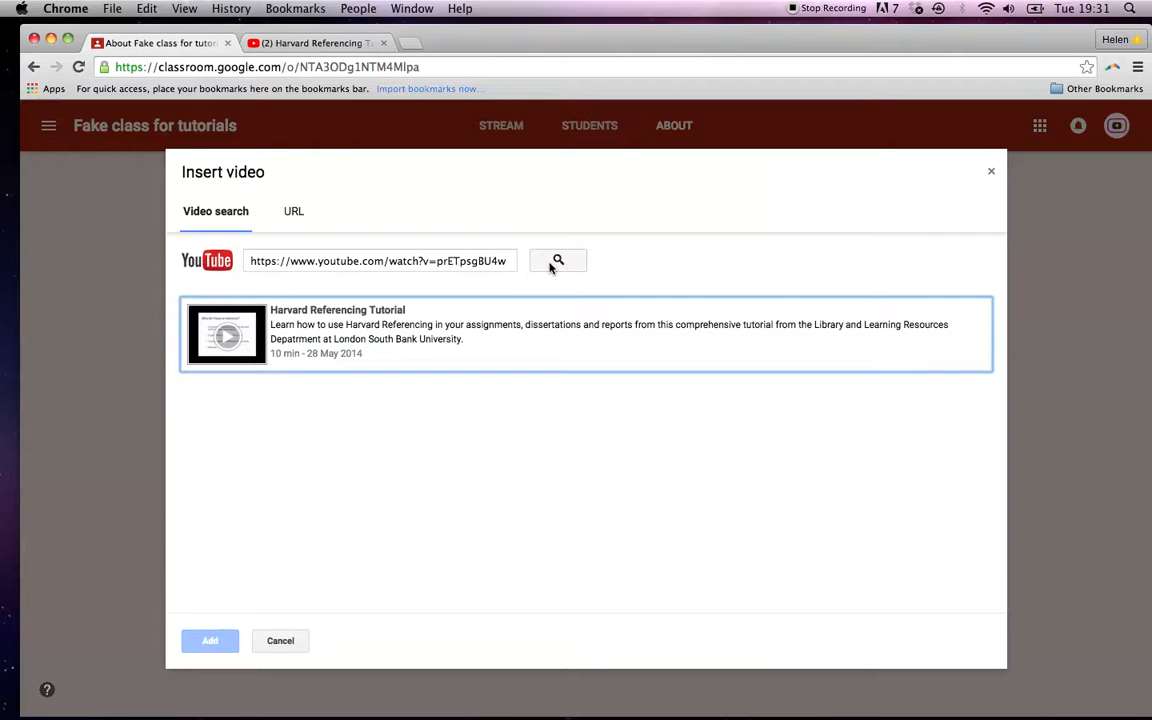 Chrome File Edit View History Bookmarks People Window Help Stop Recording 7 Tue 19:31
About Fake class for tutori × (2) Harvard Referencing T × Helen
https://classroom.google.com/o/NTA3ODg1NTM4Mlpa
Apps For quick access, place your bookmarks here on the bookmarks bar. Import bookmarks now... Other Bookmarks
Fake class for tutorials STREAM STUDENTS ABOUT
Insert video ×
Video search URL
YouTube https://www.youtube.com/watch?v=prETpsgBU4w
Harvard Referencing Tutorial
Learn how to use Harvard Referencing in your assignments, dissertations and reports from this comprehensive tutorial from the Library and Learning Resources
Depatrment at London South Bank University.
10 min - 28 May 2014
Add Cancel
?